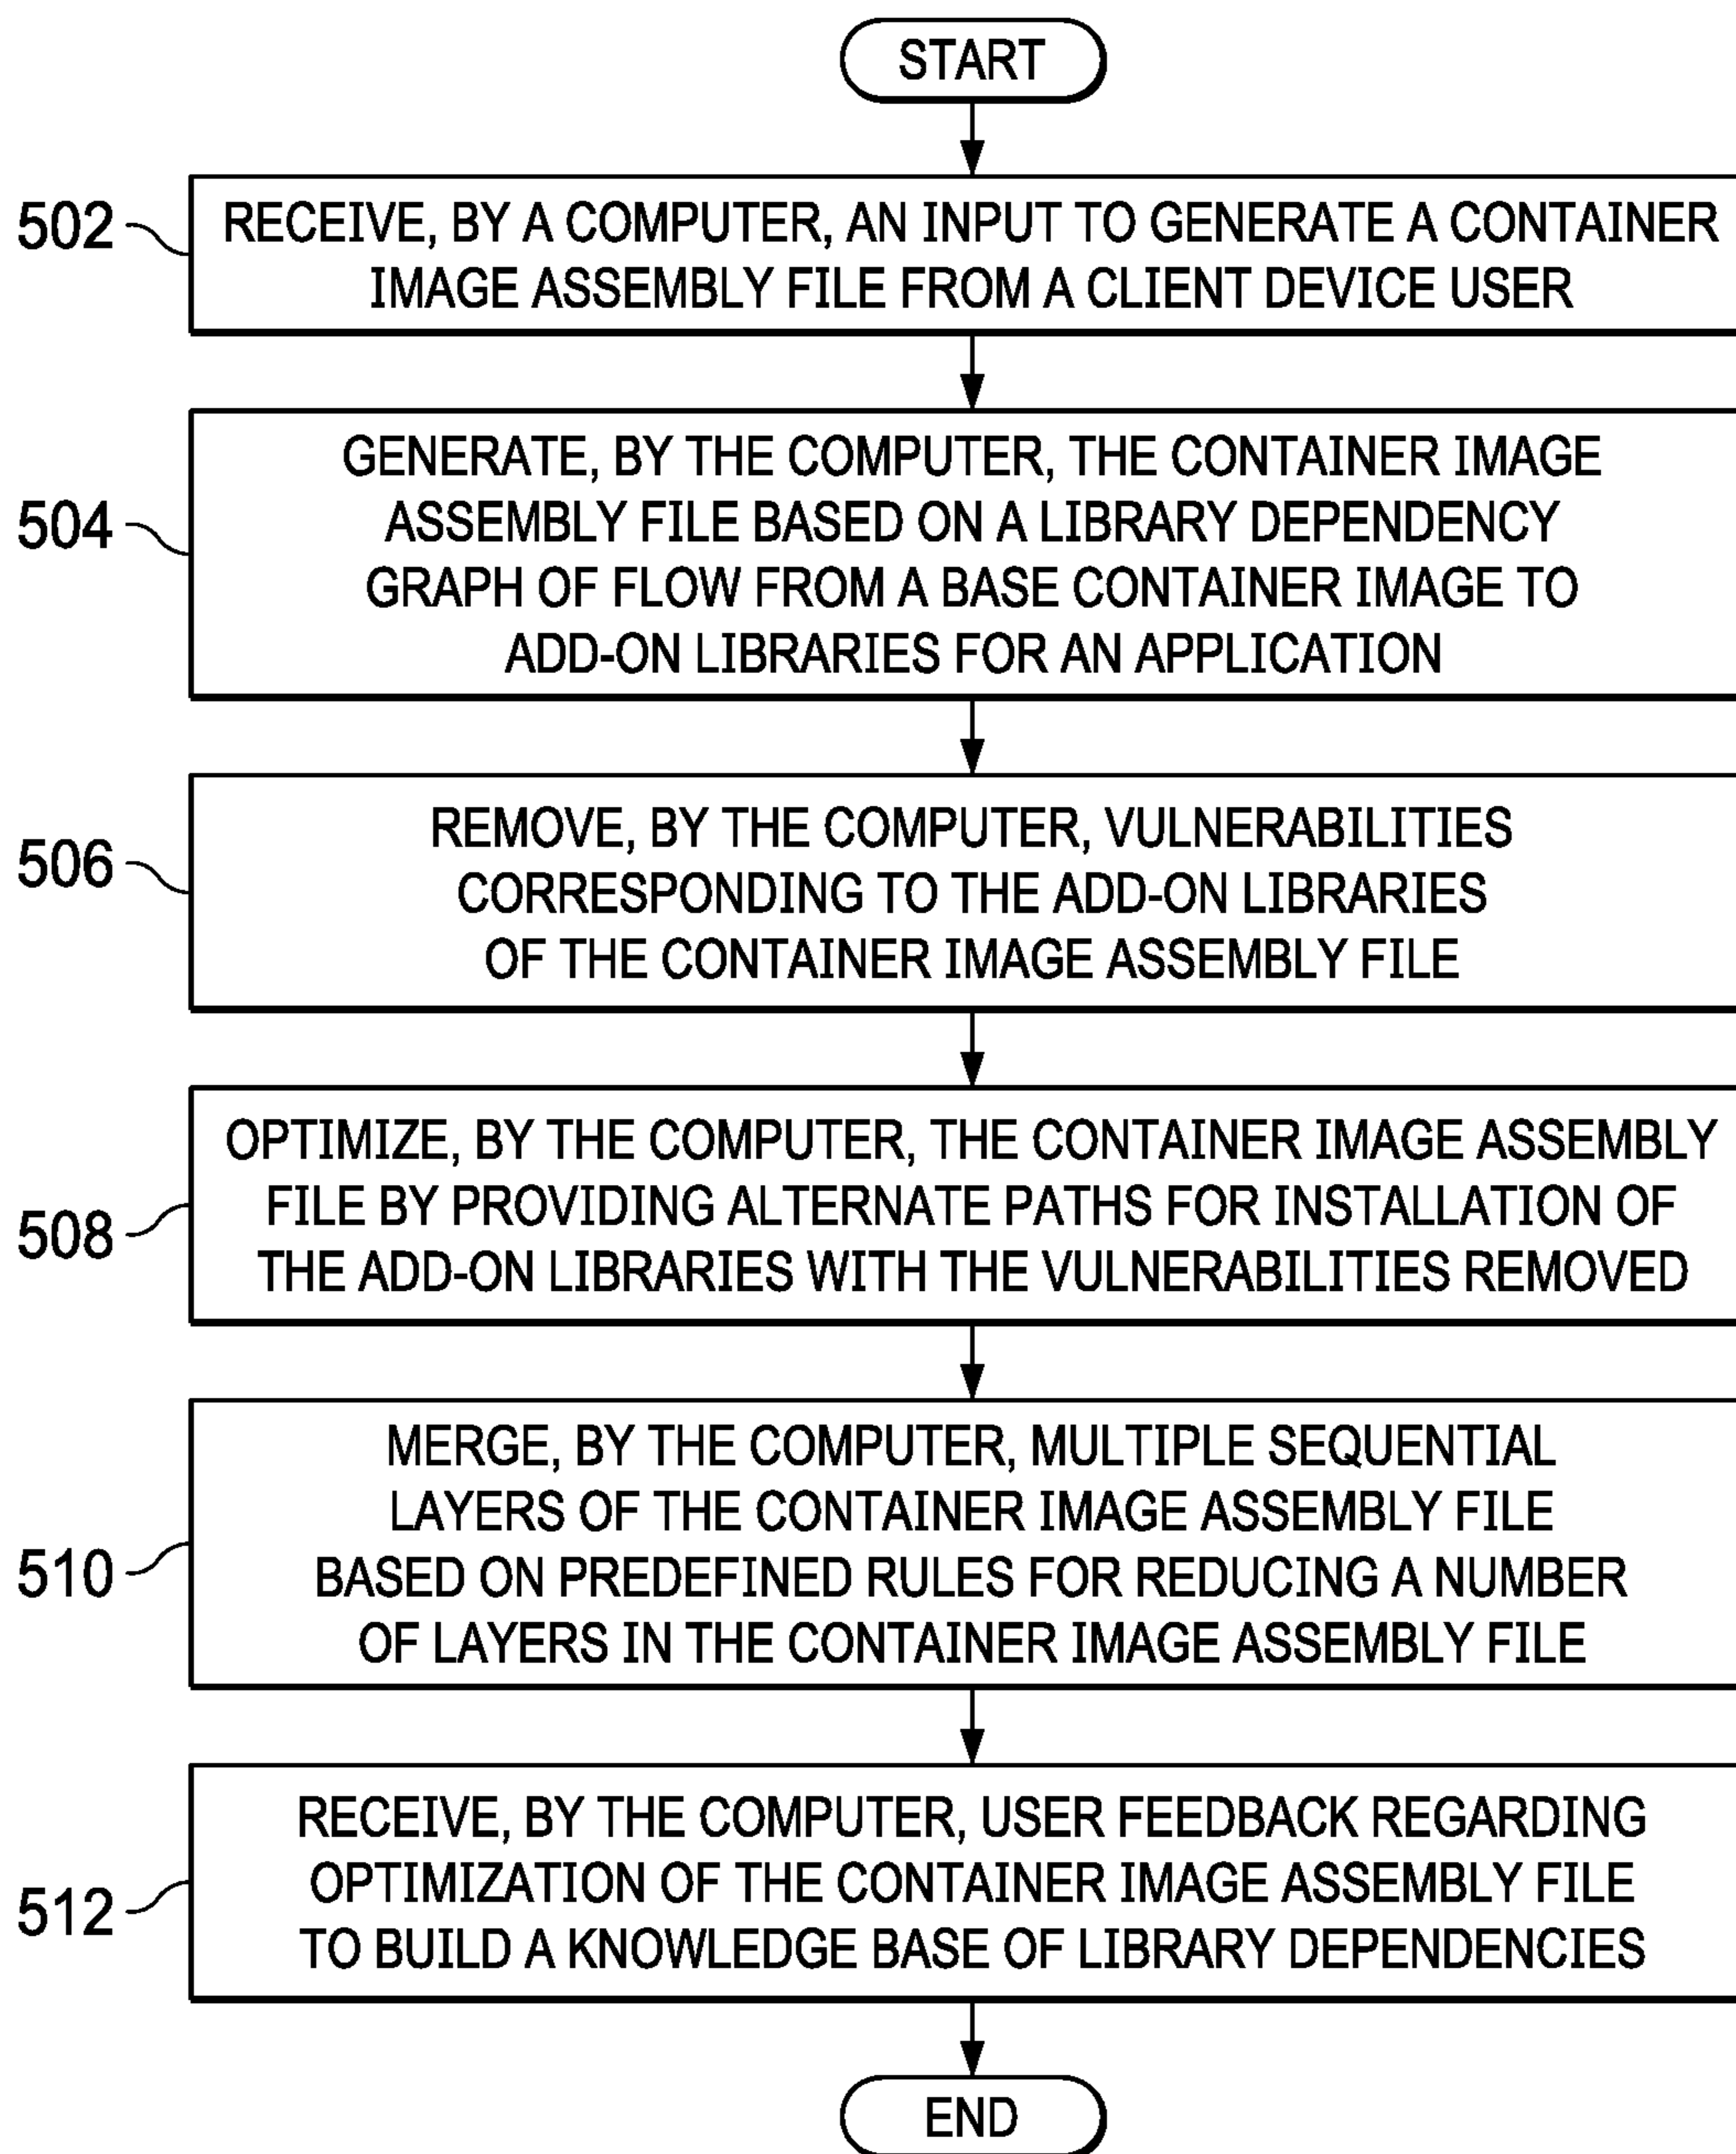 START
502
RECEIVE, BY A COMPUTER, AN INPUT TO GENERATE A CONTAINER
IMAGE ASSEMBLY FILE FROM A CLIENT DEVICE USER
504
GENERATE, BY THE COMPUTER, THE CONTAINER IMAGE
ASSEMBLY FILE BASED ON A LIBRARY DEPENDENCY
GRAPH OF FLOW FROM A BASE CONTAINER IMAGE TO
ADD-ON LIBRARIES FOR AN APPLICATION
506
REMOVE, BY THE COMPUTER, VULNERABILITIES
CORRESPONDING TO THE ADD-ON LIBRARIES
OF THE CONTAINER IMAGE ASSEMBLY FILE
508
OPTIMIZE, BY THE COMPUTER, THE CONTAINER IMAGE ASSEMBLY
FILE BY PROVIDING ALTERNATE PATHS FOR INSTALLATION OF
THE ADD-ON LIBRARIES WITH THE VULNERABILITIES REMOVED
510
MERGE, BY THE COMPUTER, MULTIPLE SEQUENTIAL
LAYERS OF THE CONTAINER IMAGE ASSEMBLY FILE
BASED ON PREDEFINED RULES FOR REDUCING A NUMBER
OF LAYERS IN THE CONTAINER IMAGE ASSEMBLY FILE
512
RECEIVE, BY THE COMPUTER, USER FEEDBACK REGARDING
OPTIMIZATION OF THE CONTAINER IMAGE ASSEMBLY FILE
TO BUILD A KNOWLEDGE BASE OF LIBRARY DEPENDENCIES
END